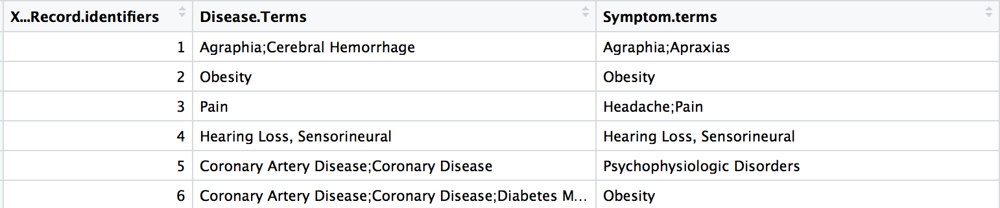 X...Record.identifiers Disease.Terms Symptom.terms
1 Agraphia;Cerebral Hemorrhage Agraphia;Apraxias
2 Obesity Obesity
3 Pain Headache;Pain
4 Hearing Loss, Sensorineural Hearing Loss, Sensorineural
5 Coronary Artery Disease;Coronary Disease Psychophysiologic Disorders
6 Coronary Artery Disease;Coronary Disease;Diabetes M... Obesity